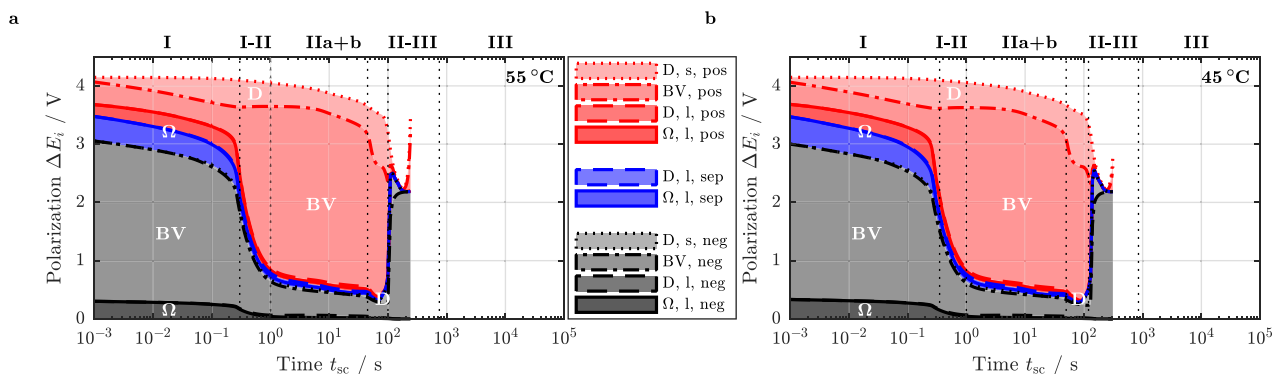 a
I I-II IIa+b II-III III
55 °C
Polarization ΔE_i / V
4
3
2
1
0
D
Ω
BV
BV
Ω
D
10^−3 10^−2 10^−1 10^0 10^1 10^2 10^3 10^4 10^5
Time t_sc / s
D, s, pos
BV, pos
D, l, pos
Ω, l, pos
D, l, sep
Ω, l, sep
D, s, neg
BV, neg
D, l, neg
Ω, l, neg
b
I I-II IIa+b II-III III
45 °C
Polarization ΔE_i / V
4
3
2
1
0
D
Ω
BV
BV
Ω
D
10^−3 10^−2 10^−1 10^0 10^1 10^2 10^3 10^4 10^5
Time t_sc / s